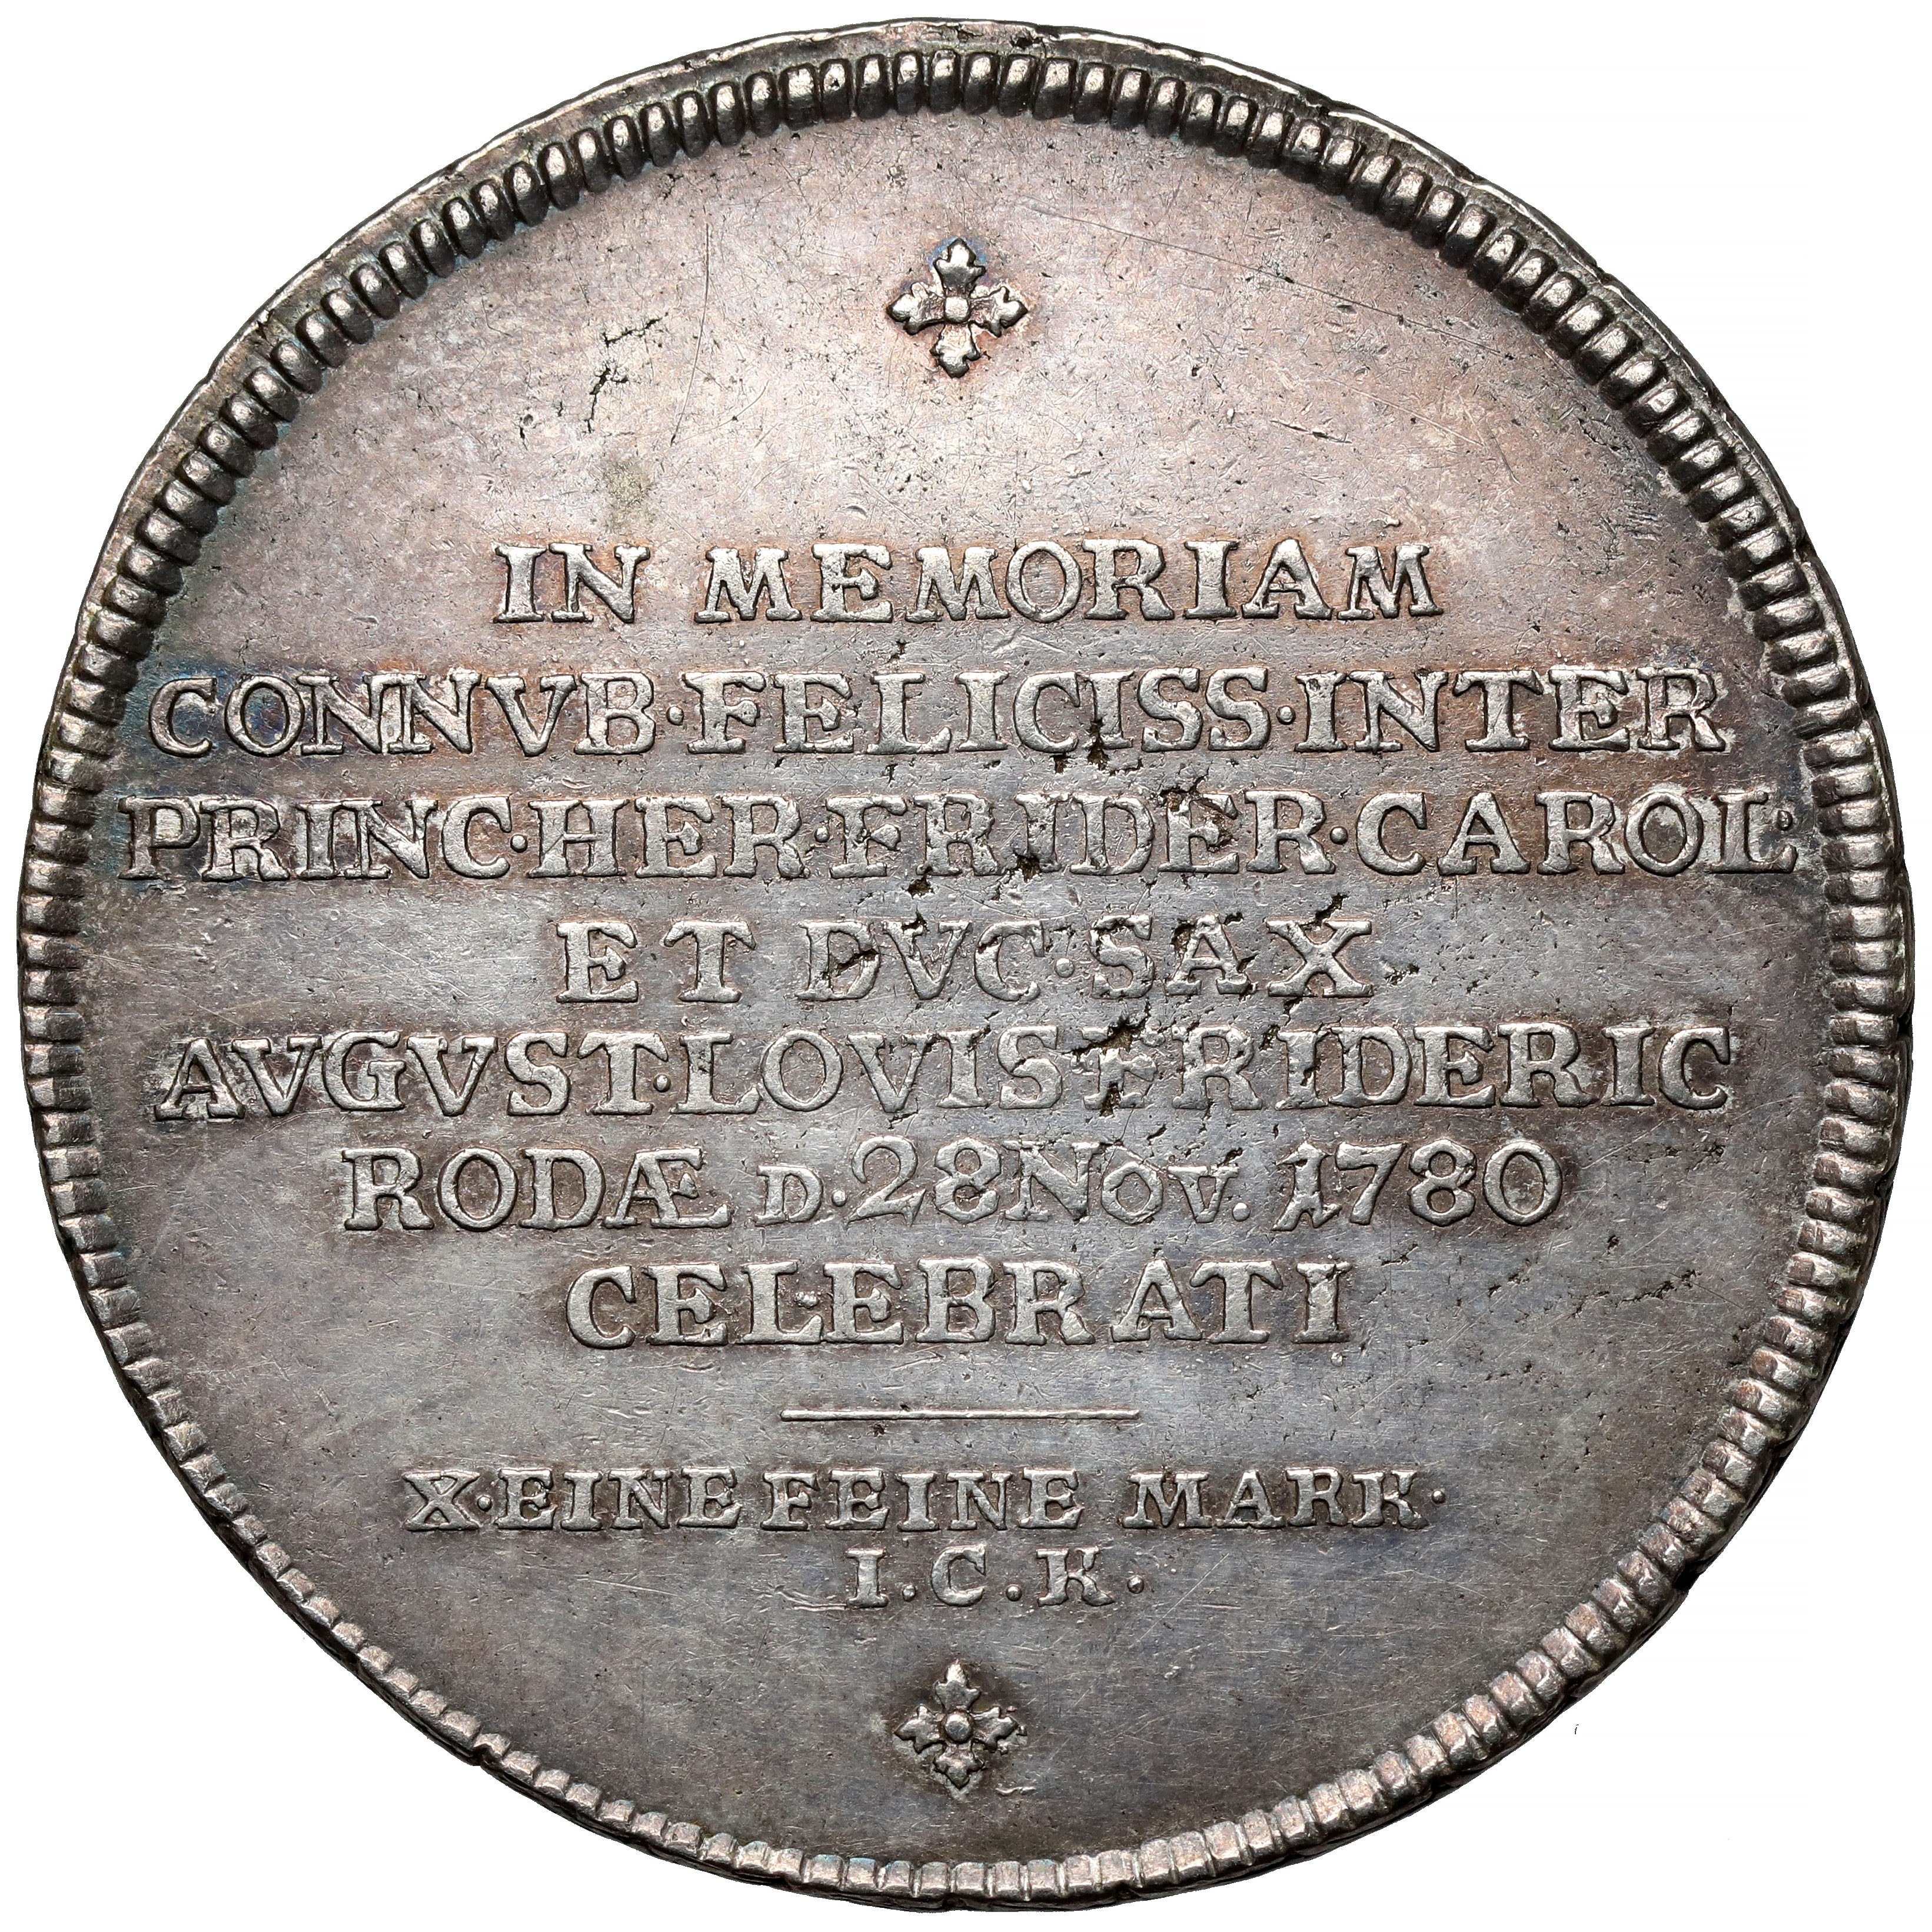 IN MEMORIAM
CONNVB·FELICISS·INTER
PRINC·HER·FRIDER·CAROL·
ET DVC·SAX
AVGVST·LOVIS FRIDERIC
RODÆ D·28 NOV. 1780
CELEBRATI
X·EINE FEINE MARK·
I·C·K·